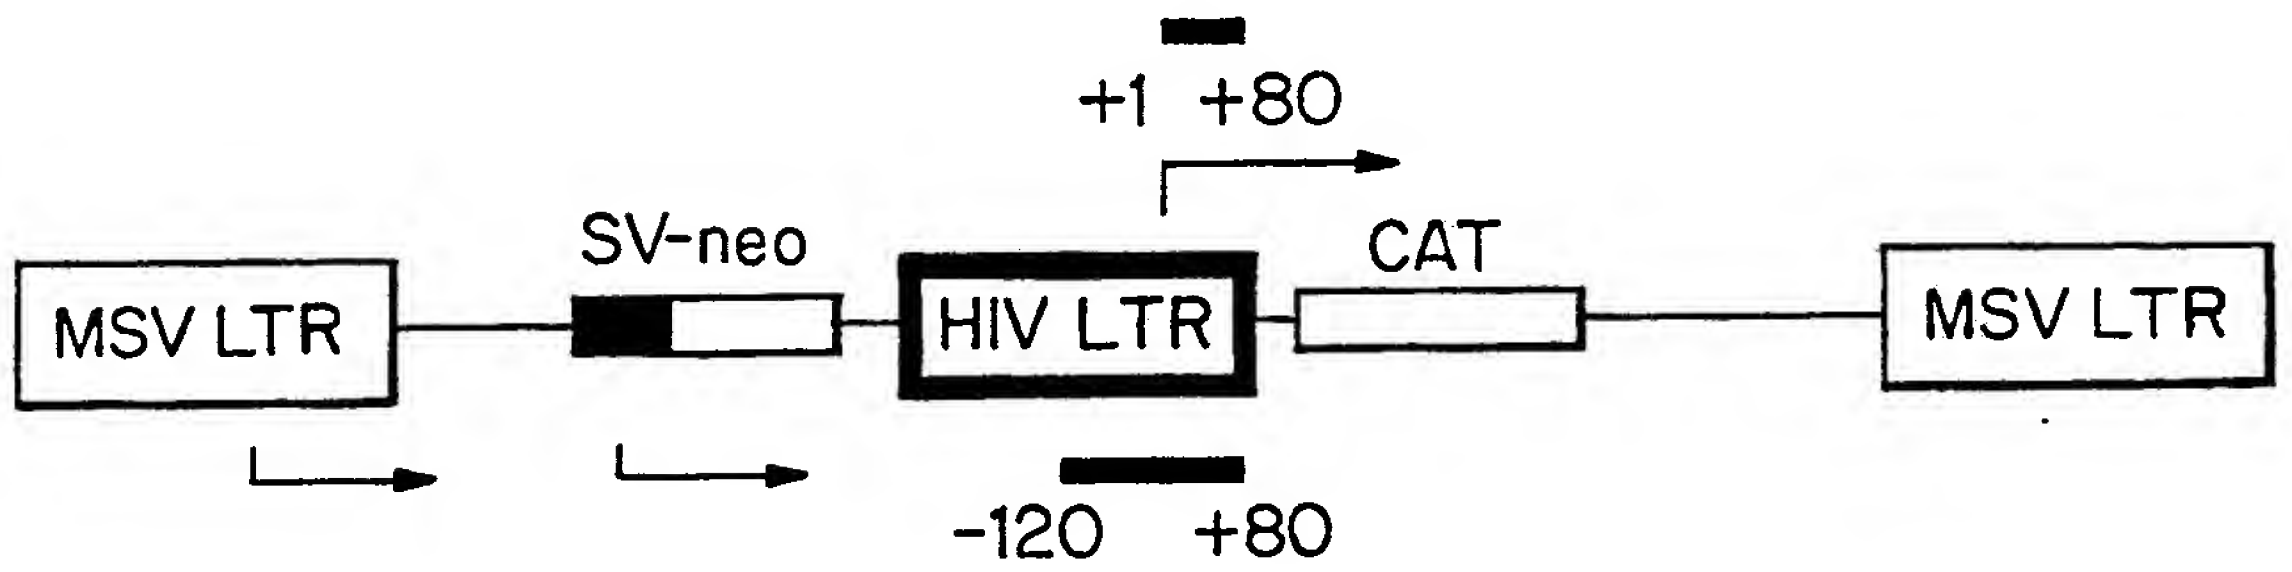 +1 +80
SV-neo
CAT
MSV LTR
HIV LTR
MSV LTR
-120 +80